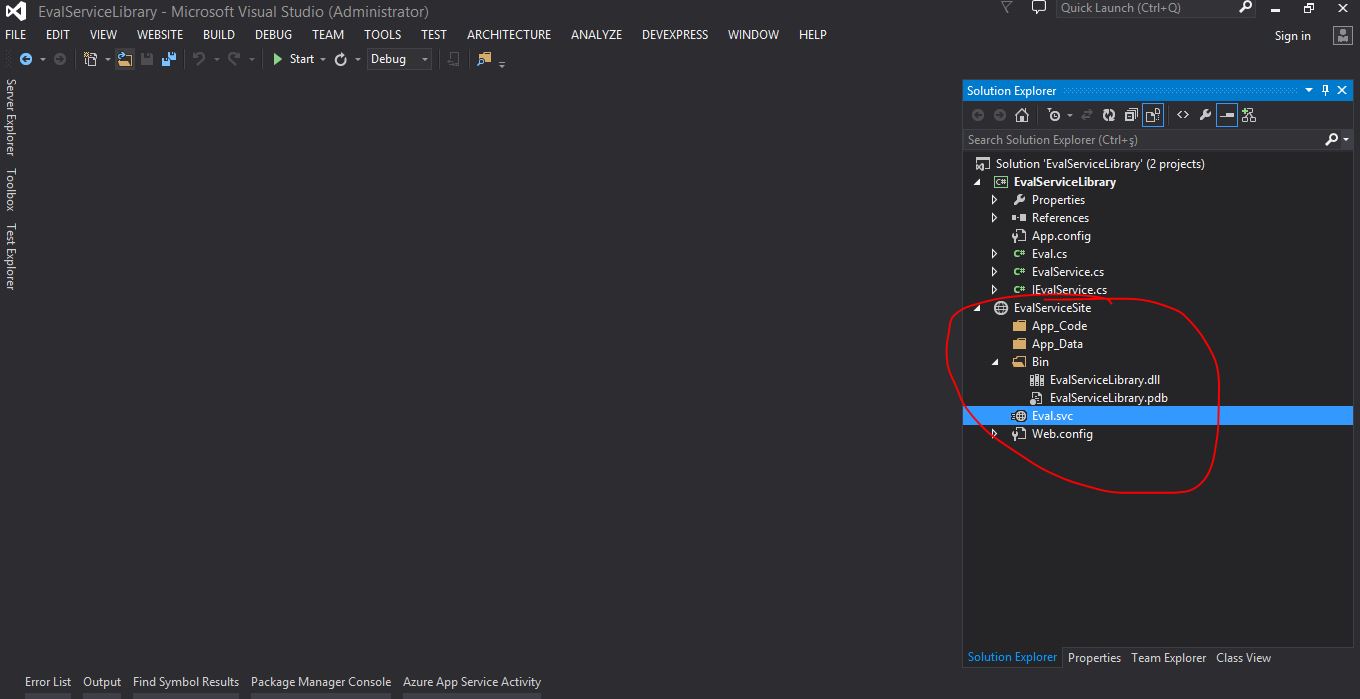 EvalServiceLibrary - Microsoft Visual Studio (Administrator)
Quick Launch (Ctrl+Q)
FILE EDIT VIEW WEBSITE BUILD DEBUG TEAM TOOLS TEST ARCHITECTURE ANALYZE DEVEXPRESS WINDOW HELP
Sign in
Start Debug
Server Explorer
Toolbox
Test Explorer
Solution Explorer
Search Solution Explorer (Ctrl+ş)
Solution 'EvalServiceLibrary' (2 projects)
C# EvalServiceLibrary
Properties
References
App.config
C# Eval.cs
C# EvalService.cs
C# IEvalService.cs
EvalServiceSite
App_Code
App_Data
Bin
EvalServiceLibrary.dll
EvalServiceLibrary.pdb
Eval.svc
Web.config
Solution Explorer Properties Team Explorer Class View
Error List Output Find Symbol Results Package Manager Console Azure App Service Activity